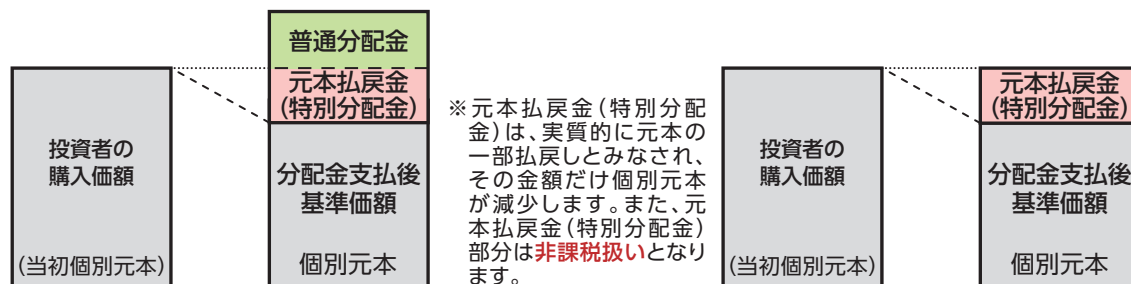 投資者の
購入価額
(当初個別元本)
普通分配金
元本払戻金
(特別分配金)
分配金支払後
基準価額
個別元本
※元本払戻金(特別分配
金)は、実質的に元本の
一部払戻しとみなされ、
その金額だけ個別元本
が減少します。また、元
本払戻金(特別分配金)
部分は非課税扱いとなり
ます。
投資者の
購入価額
(当初個別元本)
元本払戻金
(特別分配金)
分配金支払後
基準価額
個別元本